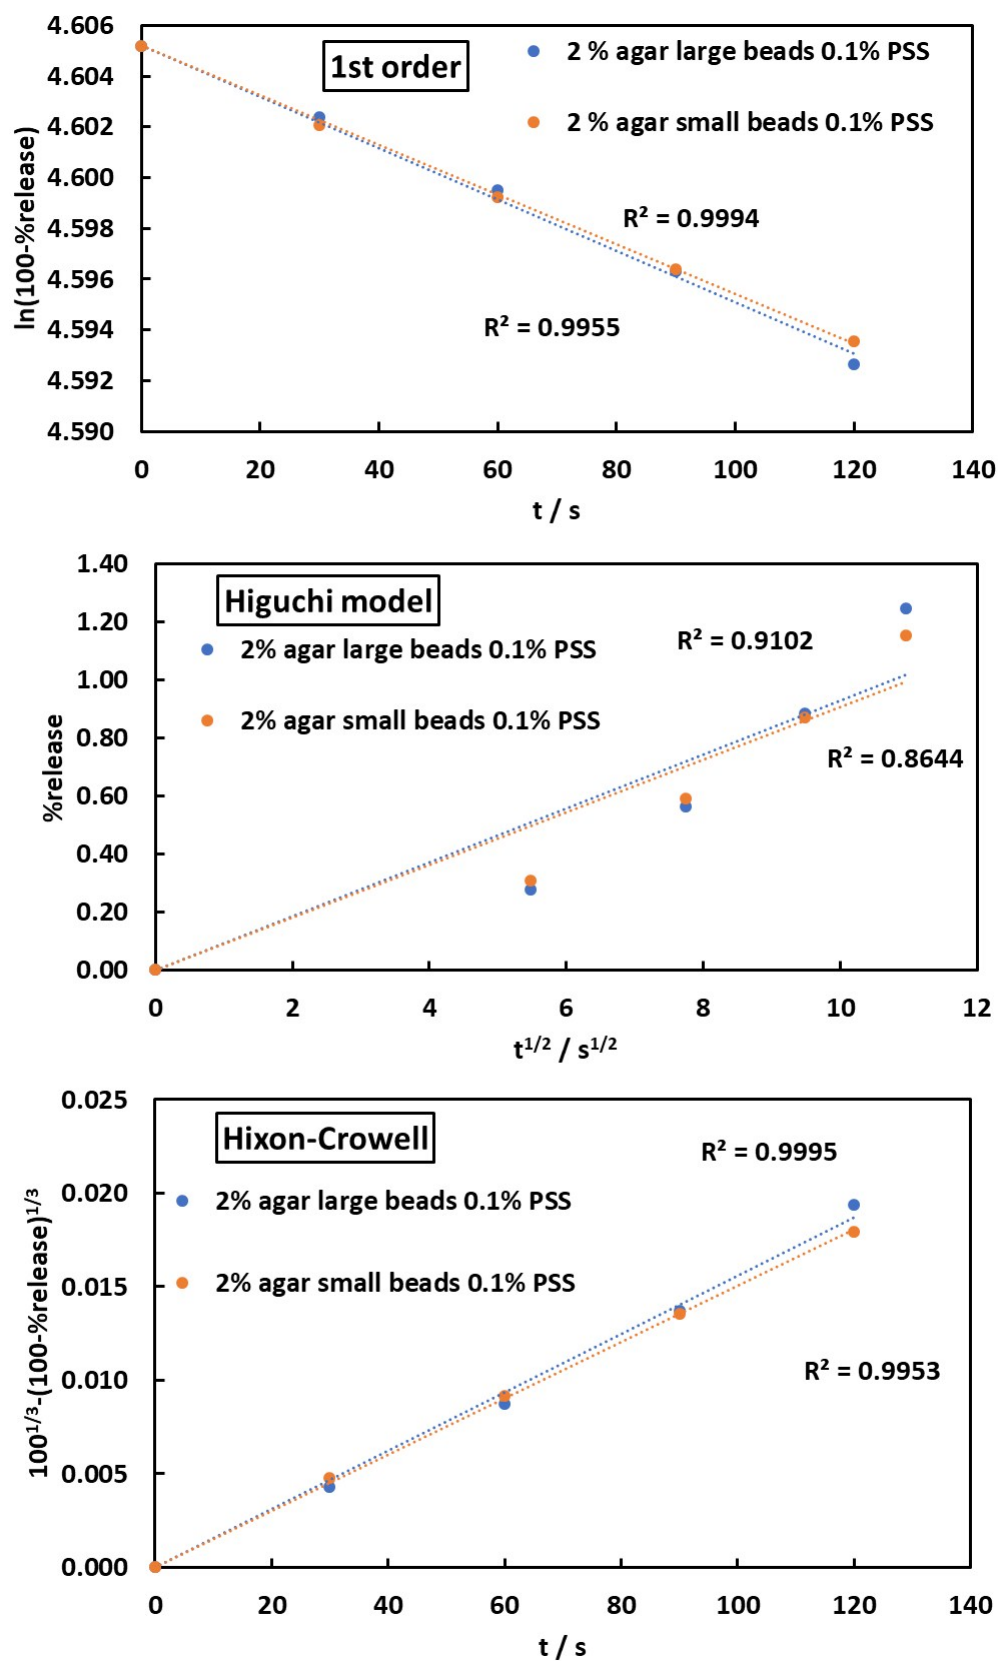 4.606
1st order
2 % agar large beads 0.1% PSS
4.604
2 % agar small beads 0.1% PSS
4.602
4.600
R² = 0.9994
4.598
4.596
R² = 0.9955
4.594
4.592
4.590
ln(100-%release)
0 20 40 60 80 100 120 140
t / s
1.40
Higuchi model
1.20
R² = 0.9102
2% agar large beads 0.1% PSS
1.00
2% agar small beads 0.1% PSS
0.80
R² = 0.8644
0.60
0.40
0.20
0.00
%release
0 2 4 6 8 10 12
t^1/2 / s^1/2
0.025
Hixon-Crowell
R² = 0.9995
0.020
2% agar large beads 0.1% PSS
0.015
2% agar small beads 0.1% PSS
0.010
R² = 0.9953
0.005
0.000
100^1/3-(100-%release)^1/3
0 20 40 60 80 100 120 140
t / s